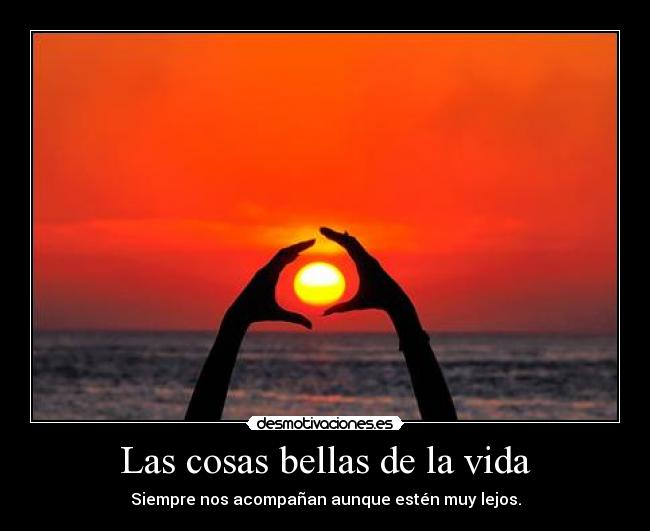 desmotivaciones.es
Las cosas bellas de la vida
Siempre nos acompañan aunque estén muy lejos.